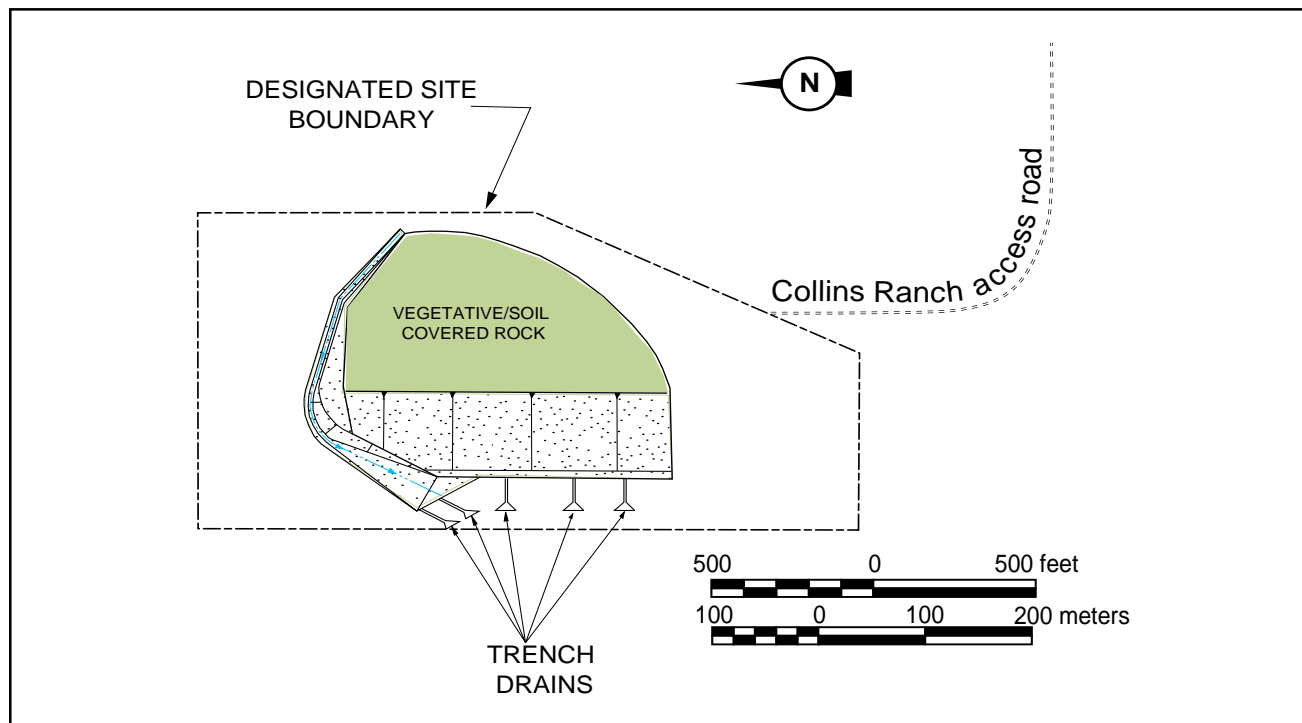 DESIGNATED SITE
BOUNDARY
N
Collins Ranch access road
VEGETATIVE/SOIL
COVERED ROCK
500 0 500 feet
100 0 100 200 meters
TRENCH
DRAINS